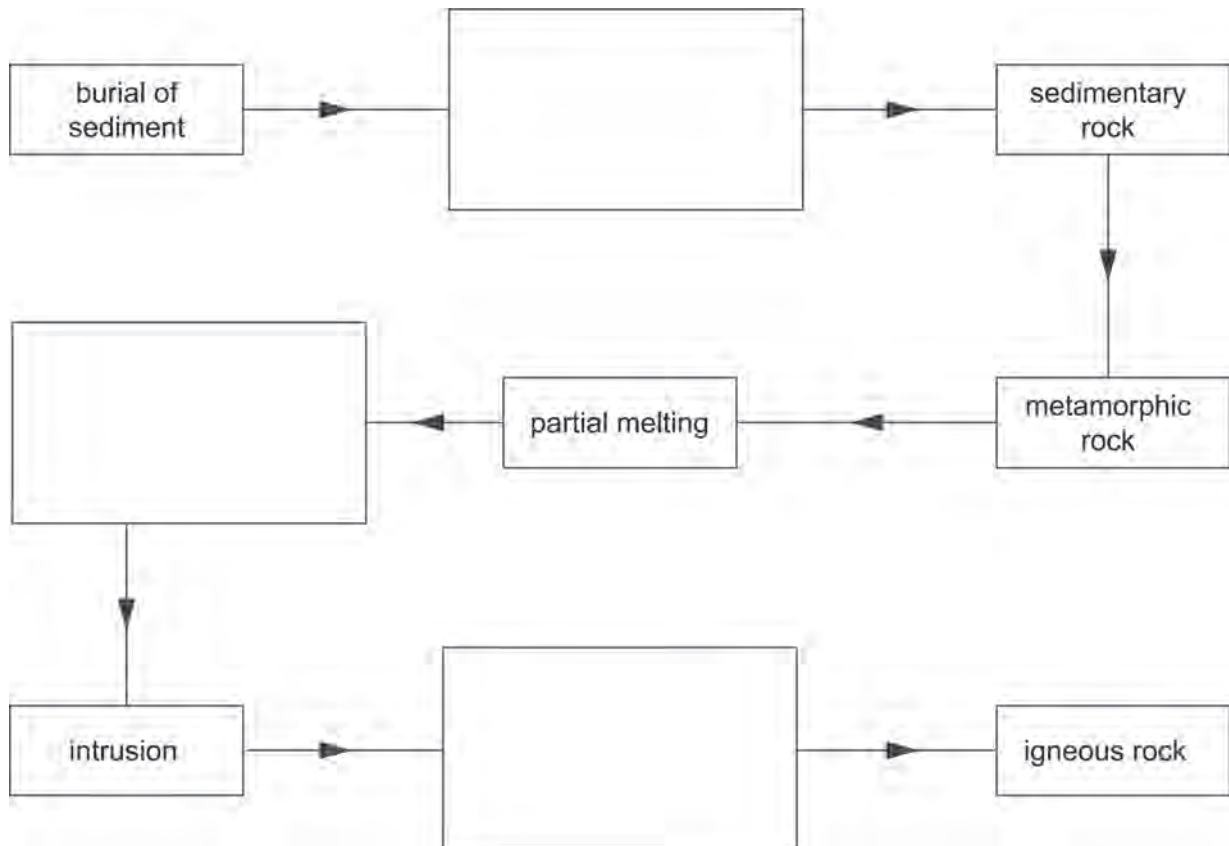 burial of
sediment
sedimentary
rock
partial melting
metamorphic
rock
intrusion
igneous rock